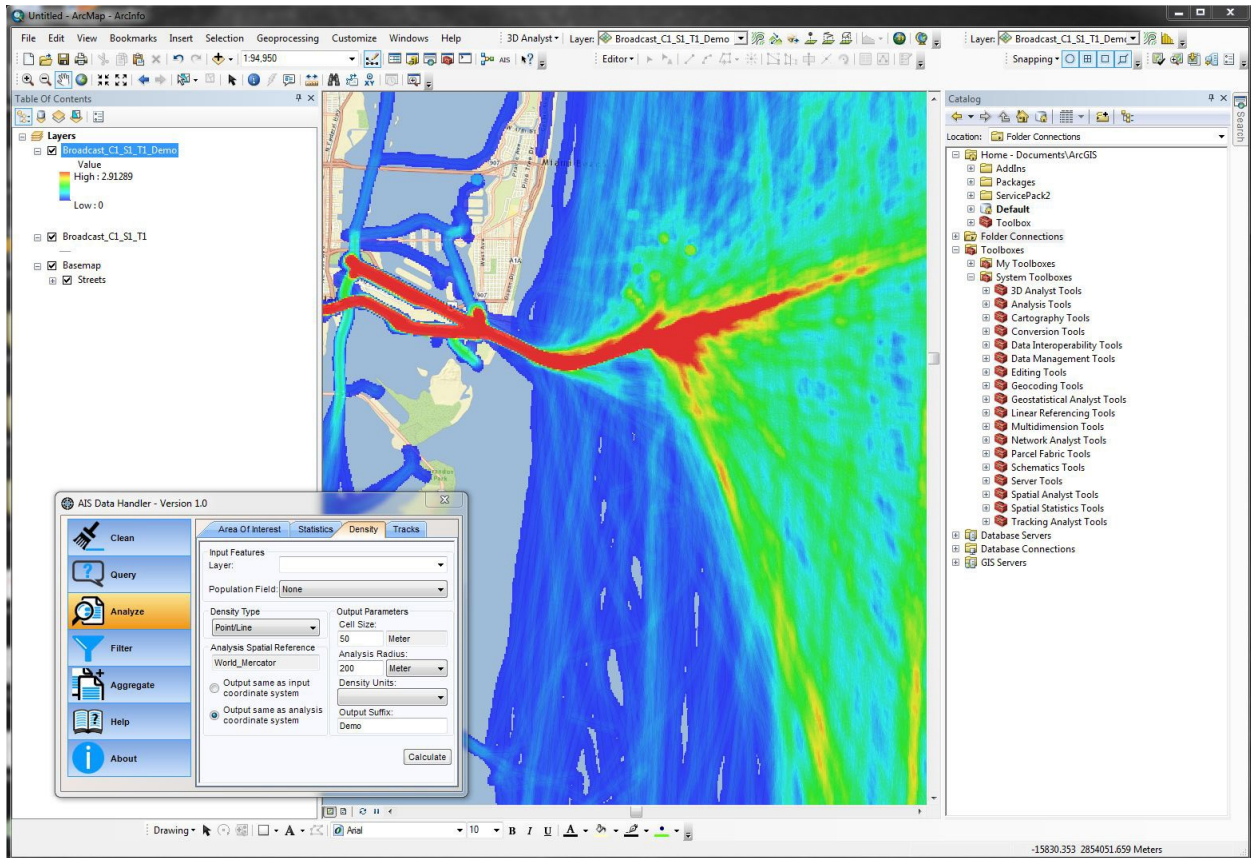 Untitled - ArcMap - ArcInfo
File Edit View Bookmarks Insert Selection Geoprocessing Customize Windows Help
3D Analyst Layer: Broadcast_C1_S1_T1_Demo
Layer: Broadcast_C1_S1_T1_Demc
1:94,950
AIS
Editor
Snapping
Table Of Contents
Layers
Broadcast_C1_S1_T1_Demo
Value
High : 2.91289
Low : 0
Broadcast_C1_S1_T1
Basemap
Streets
907
A1A
907
Catalog
Search
Location: Folder Connections
Home - Documents\ArcGIS
AddIns
Packages
ServicePack2
Default
Toolbox
Folder Connections
Toolboxes
My Toolboxes
System Toolboxes
3D Analyst Tools
Analysis Tools
Cartography Tools
Conversion Tools
Data Interoperability Tools
Data Management Tools
Editing Tools
Geocoding Tools
Geostatistical Analyst Tools
Linear Referencing Tools
Multidimension Tools
Network Analyst Tools
Parcel Fabric Tools
Schematics Tools
Server Tools
Spatial Analyst Tools
Spatial Statistics Tools
Tracking Analyst Tools
Database Servers
Database Connections
GIS Servers
AIS Data Handler - Version 1.0
Clean
Query
Analyze
Filter
Aggregate
Help
About
Area Of Interest Statistics Density Tracks
Input Features
Layer:
Population Field: None
Density Type
Point/Line
Analysis Spatial Reference
World_Mercator
Output same as input
coordinate system
Output same as analysis
coordinate system
Output Parameters
Cell Size:
50 Meter
Analysis Radius:
200 Meter
Density Units:
Output Suffix:
Demo
Calculate
Drawing
Arial 10 B I U A
-15830.353 2854051.659 Meters